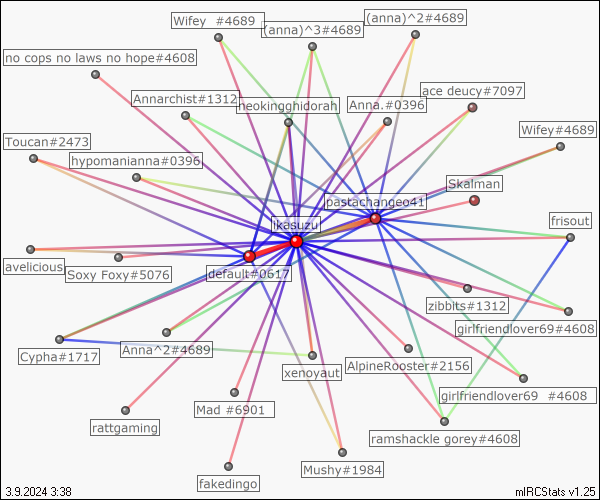 Wifey  #4689
(anna)^2#4689
(anna)^3#4689
no cops no laws no hope#4608
ace deucy#7097
Annarchist#1312
neokingghidorah
Anna.#0396
Wifey#4689
Toucan#2473
hypomanianna#0396
Skalman
pastachangeo41
frisout
ikasuzu
avelicious
Soxy Foxy#5076
default#0617
zibbits#1312
girlfriendlover69#4608
Cypha#1717
Anna^2#4689
xenoyaut
AlpineRooster#2156
girlfriendlover69  #4608
Mad #6901
rattgaming
ramshackle gorey#4608
fakedingo
Mushy#1984
3.9.2024 3:38
mIRCStats v1.25